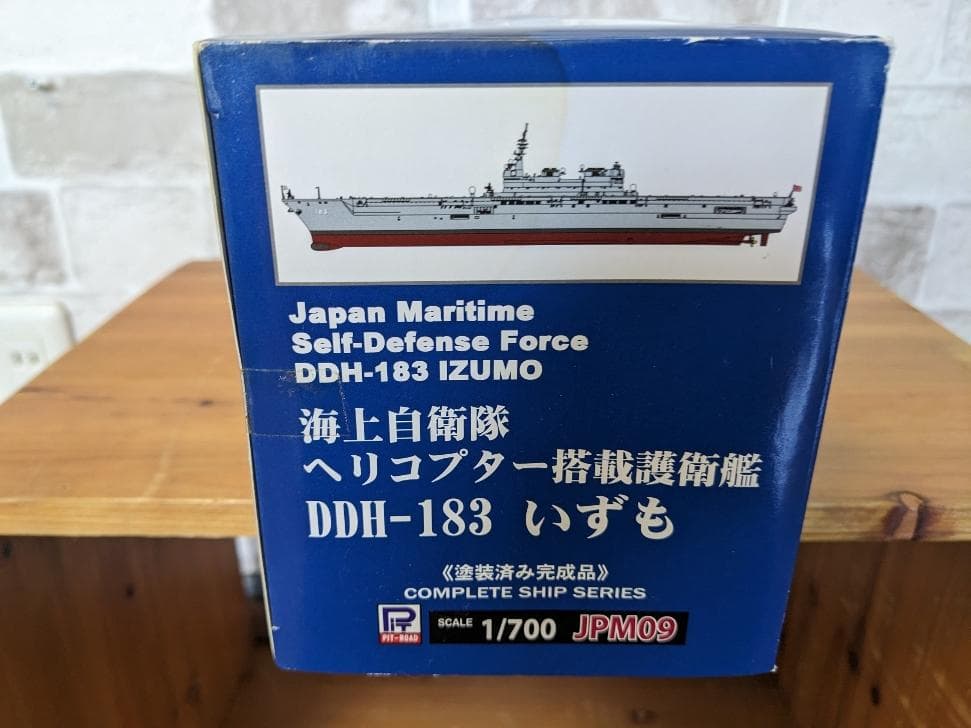 Japan Maritime
Self-Defense Force
DDH-183 IZUMO
海上自衛隊
ヘリコプター搭載護衛艦
DDH-183 いずも
《塗装済み完成品》
COMPLETE SHIP SERIES
PIT
PIT-ROAD
SCALE 1/700 JPM09
183